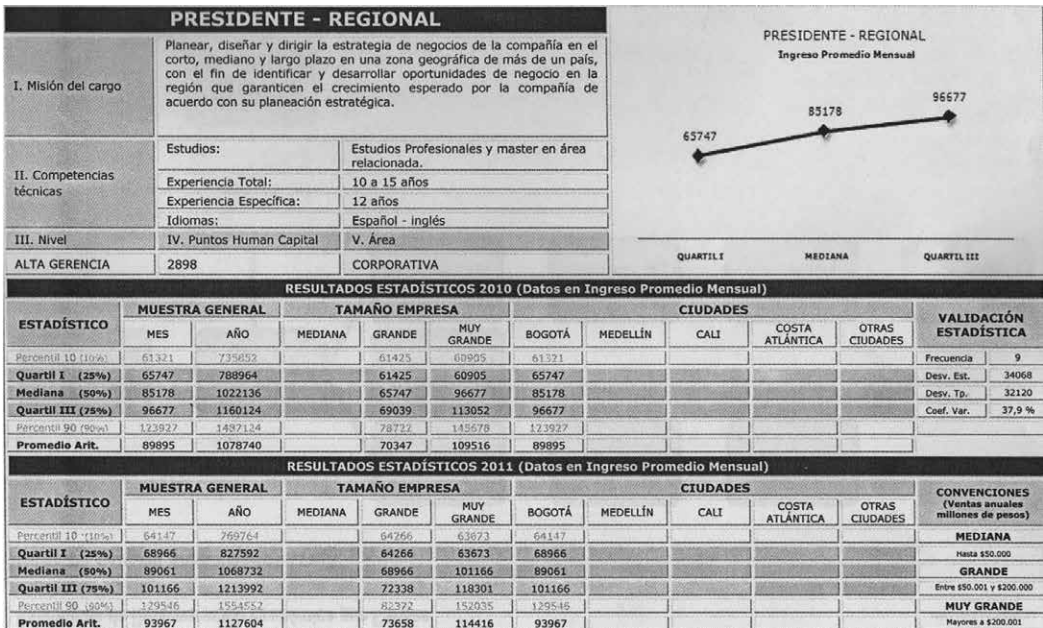 PRESIDENTE - REGIONAL
I. Misión del cargo
Planear, diseñar y dirigir la estrategia de negocios de la compañía en el
corto, mediano y largo plazo en una zona geográfica de más de un país,
con el fin de identificar y desarrollar oportunidades de negocio en la
región que garanticen el crecimiento esperado por la compañía de
acuerdo con su planeación estratégica.
II. Competencias
técnicas
Estudios: Estudios Profesionales y master en área
relacionada.
Experiencia Total: 10 a 15 años
Experiencia Específica: 12 años
Idiomas: Español - inglés
III. Nivel IV. Puntos Human Capital V. Área
ALTA GERENCIA 2898 CORPORATIVA
PRESIDENTE - REGIONAL
Ingreso Promedio Mensual
65747 85178 96677
QUARTIL I MEDIANA QUARTIL III
RESULTADOS ESTADÍSTICOS 2010 (Datos en Ingreso Promedio Mensual)
ESTADÍSTICO MUESTRA GENERAL TAMAÑO EMPRESA CIUDADES VALIDACIÓN
ESTADÍSTICA
MES AÑO MEDIANA GRANDE MUY
GRANDE BOGOTÁ MEDELLÍN CALI COSTA
ATLÁNTICA OTRAS
CIUDADES
Percentil 10 (10%) 61321 735852 61425 60905 61321 Frecuencia 9
Quartil I (25%) 65747 788964 61425 60905 65747 Desv. Est. 34068
Mediana (50%) 85178 1022136 65747 96677 85178 Desv. Tp. 32120
Quartil III (75%) 96677 1160124 69039 113052 96677 Coef. Var. 37,9 %
Percentil 90 (90%) 123927 1487124 78722 145678 123927
Promedio Arit. 89895 1078740 70347 109516 89895
RESULTADOS ESTADÍSTICOS 2011 (Datos en Ingreso Promedio Mensual)
ESTADÍSTICO MUESTRA GENERAL TAMAÑO EMPRESA CIUDADES CONVENCIONES
(Ventas anuales
millones de pesos)
MES AÑO MEDIANA GRANDE MUY
GRANDE BOGOTÁ MEDELLÍN CALI COSTA
ATLÁNTICA OTRAS
CIUDADES
Percentil 10 (10%) 64147 769764 64266 63673 64147 MEDIANA
Quartil I (25%) 68966 827592 64266 63673 68966 Hasta $50.000
Mediana (50%) 89061 1068732 68966 101166 89061 GRANDE
Quartil III (75%) 101166 1213992 72338 118301 101166 Entre $50.001 y $200.000
Percentil 90 (90%) 129546 1554552 82372 152035 129546 MUY GRANDE
Promedio Arit. 93967 1127604 73658 114416 93967 Mayores a $200.001